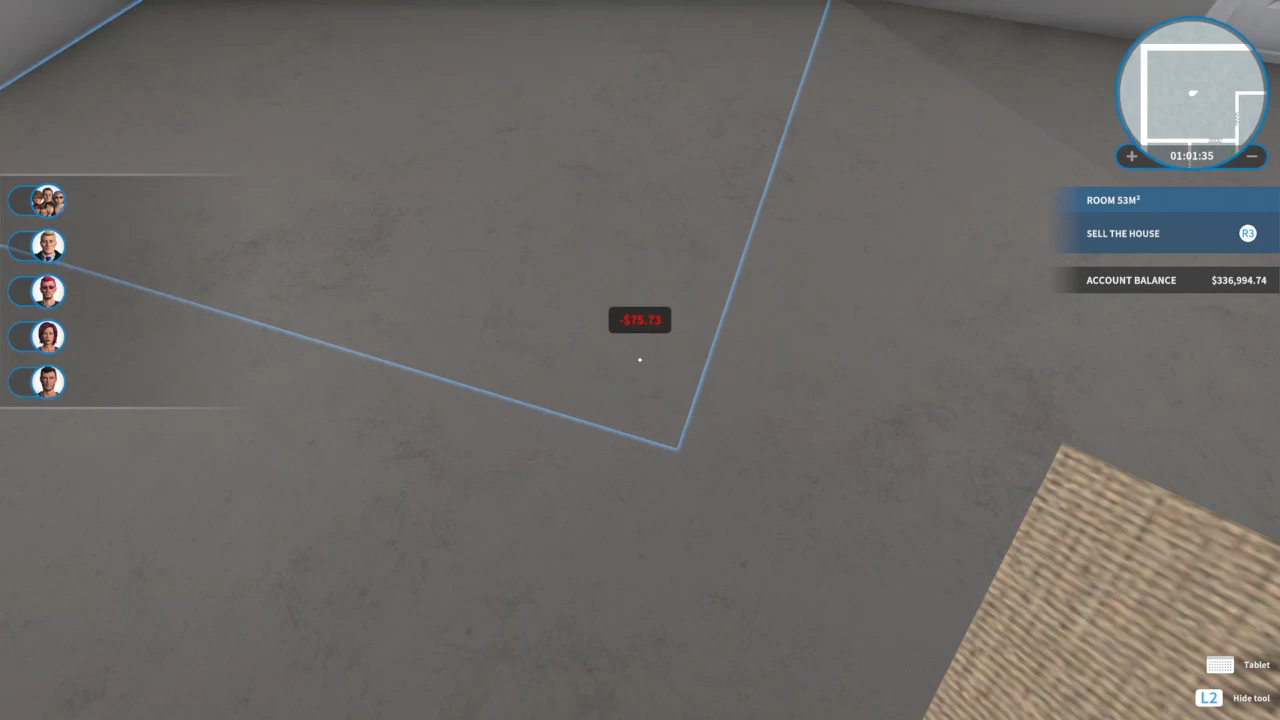 01:01:35
ROOM 53M²
SELL THE HOUSE R3
ACCOUNT BALANCE $336,994.74
-$75.73
Tablet
L2 Hide tool